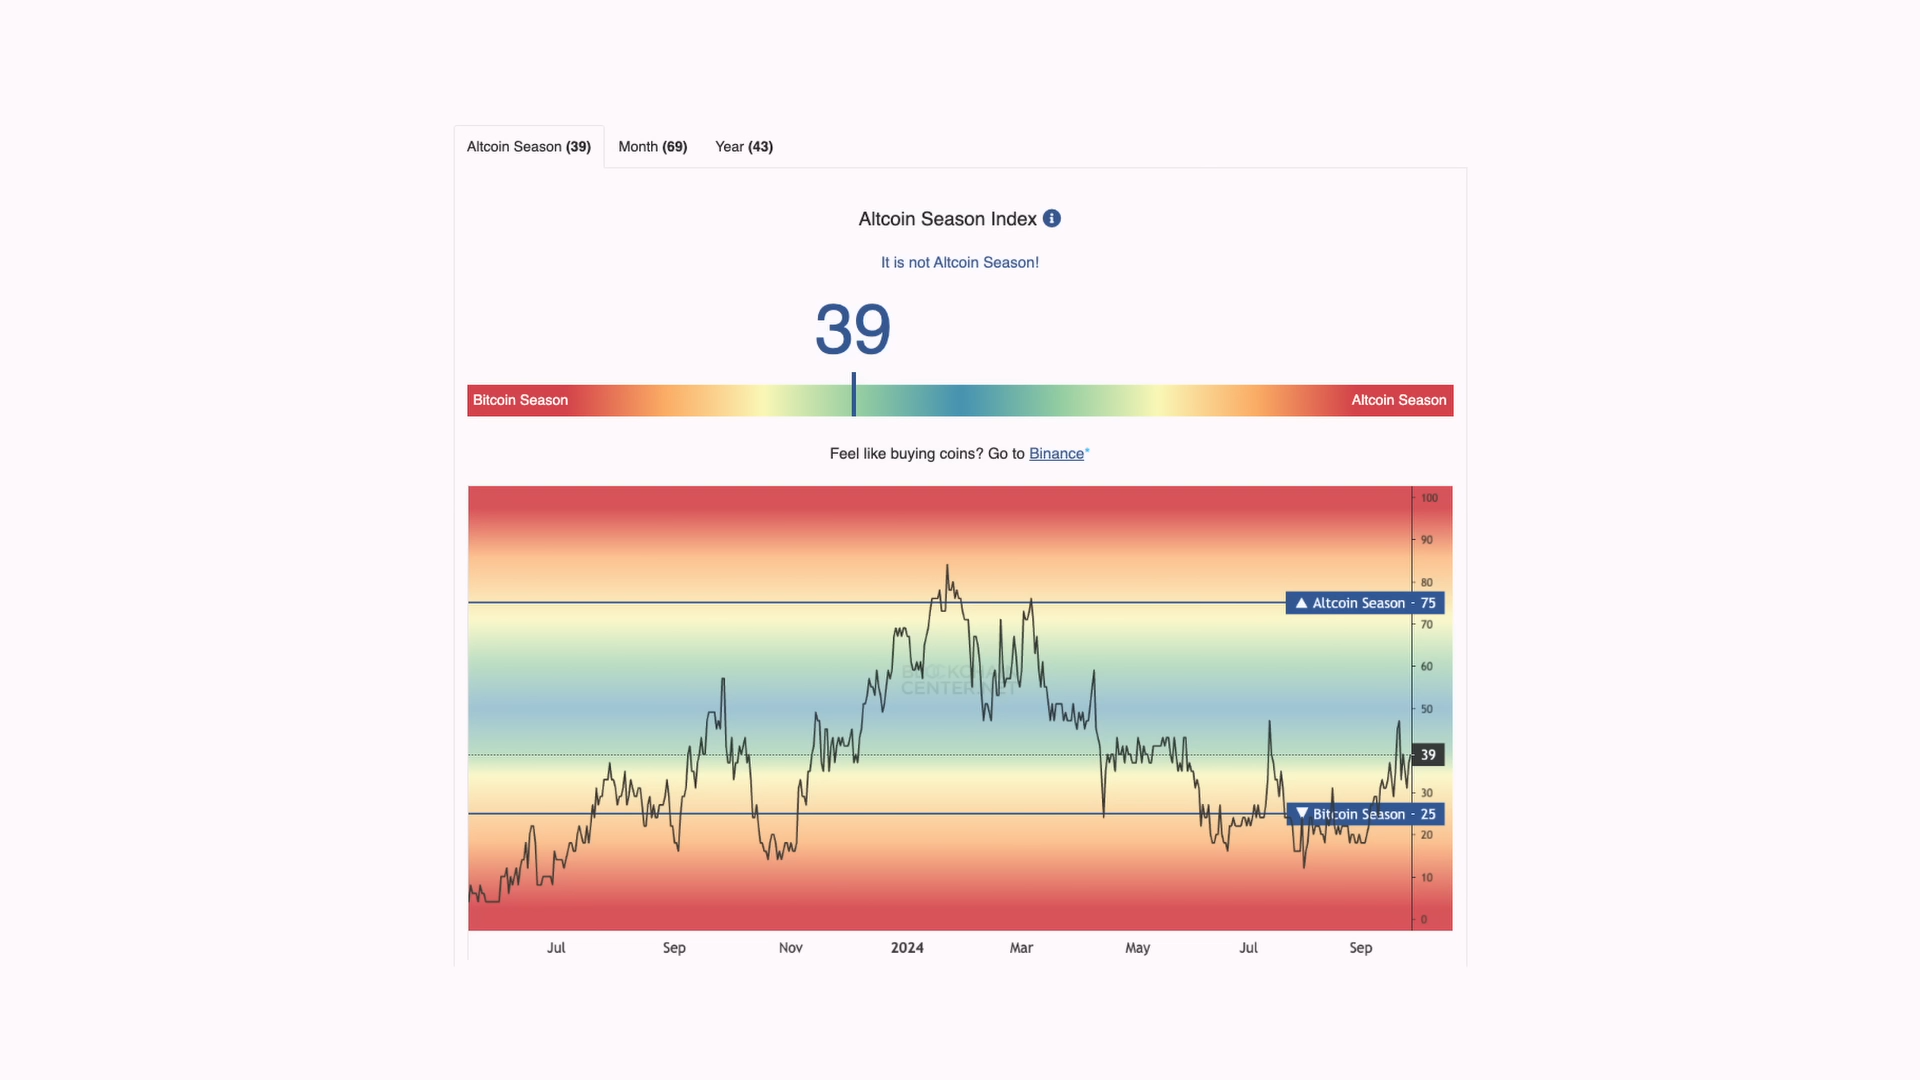 Altcoin Season (39) Month (69) Year (43)
Altcoin Season Index
It is not Altcoin Season!
39
Bitcoin Season Altcoin Season
Feel like buying coins? Go to Binance*
100
90
80
▲ Altcoin Season - 75
70
60
CENTER.NET
50
39
30
▼ Bitcoin Season - 25
20
10
0
Jul Sep Nov 2024 Mar May Jul Sep